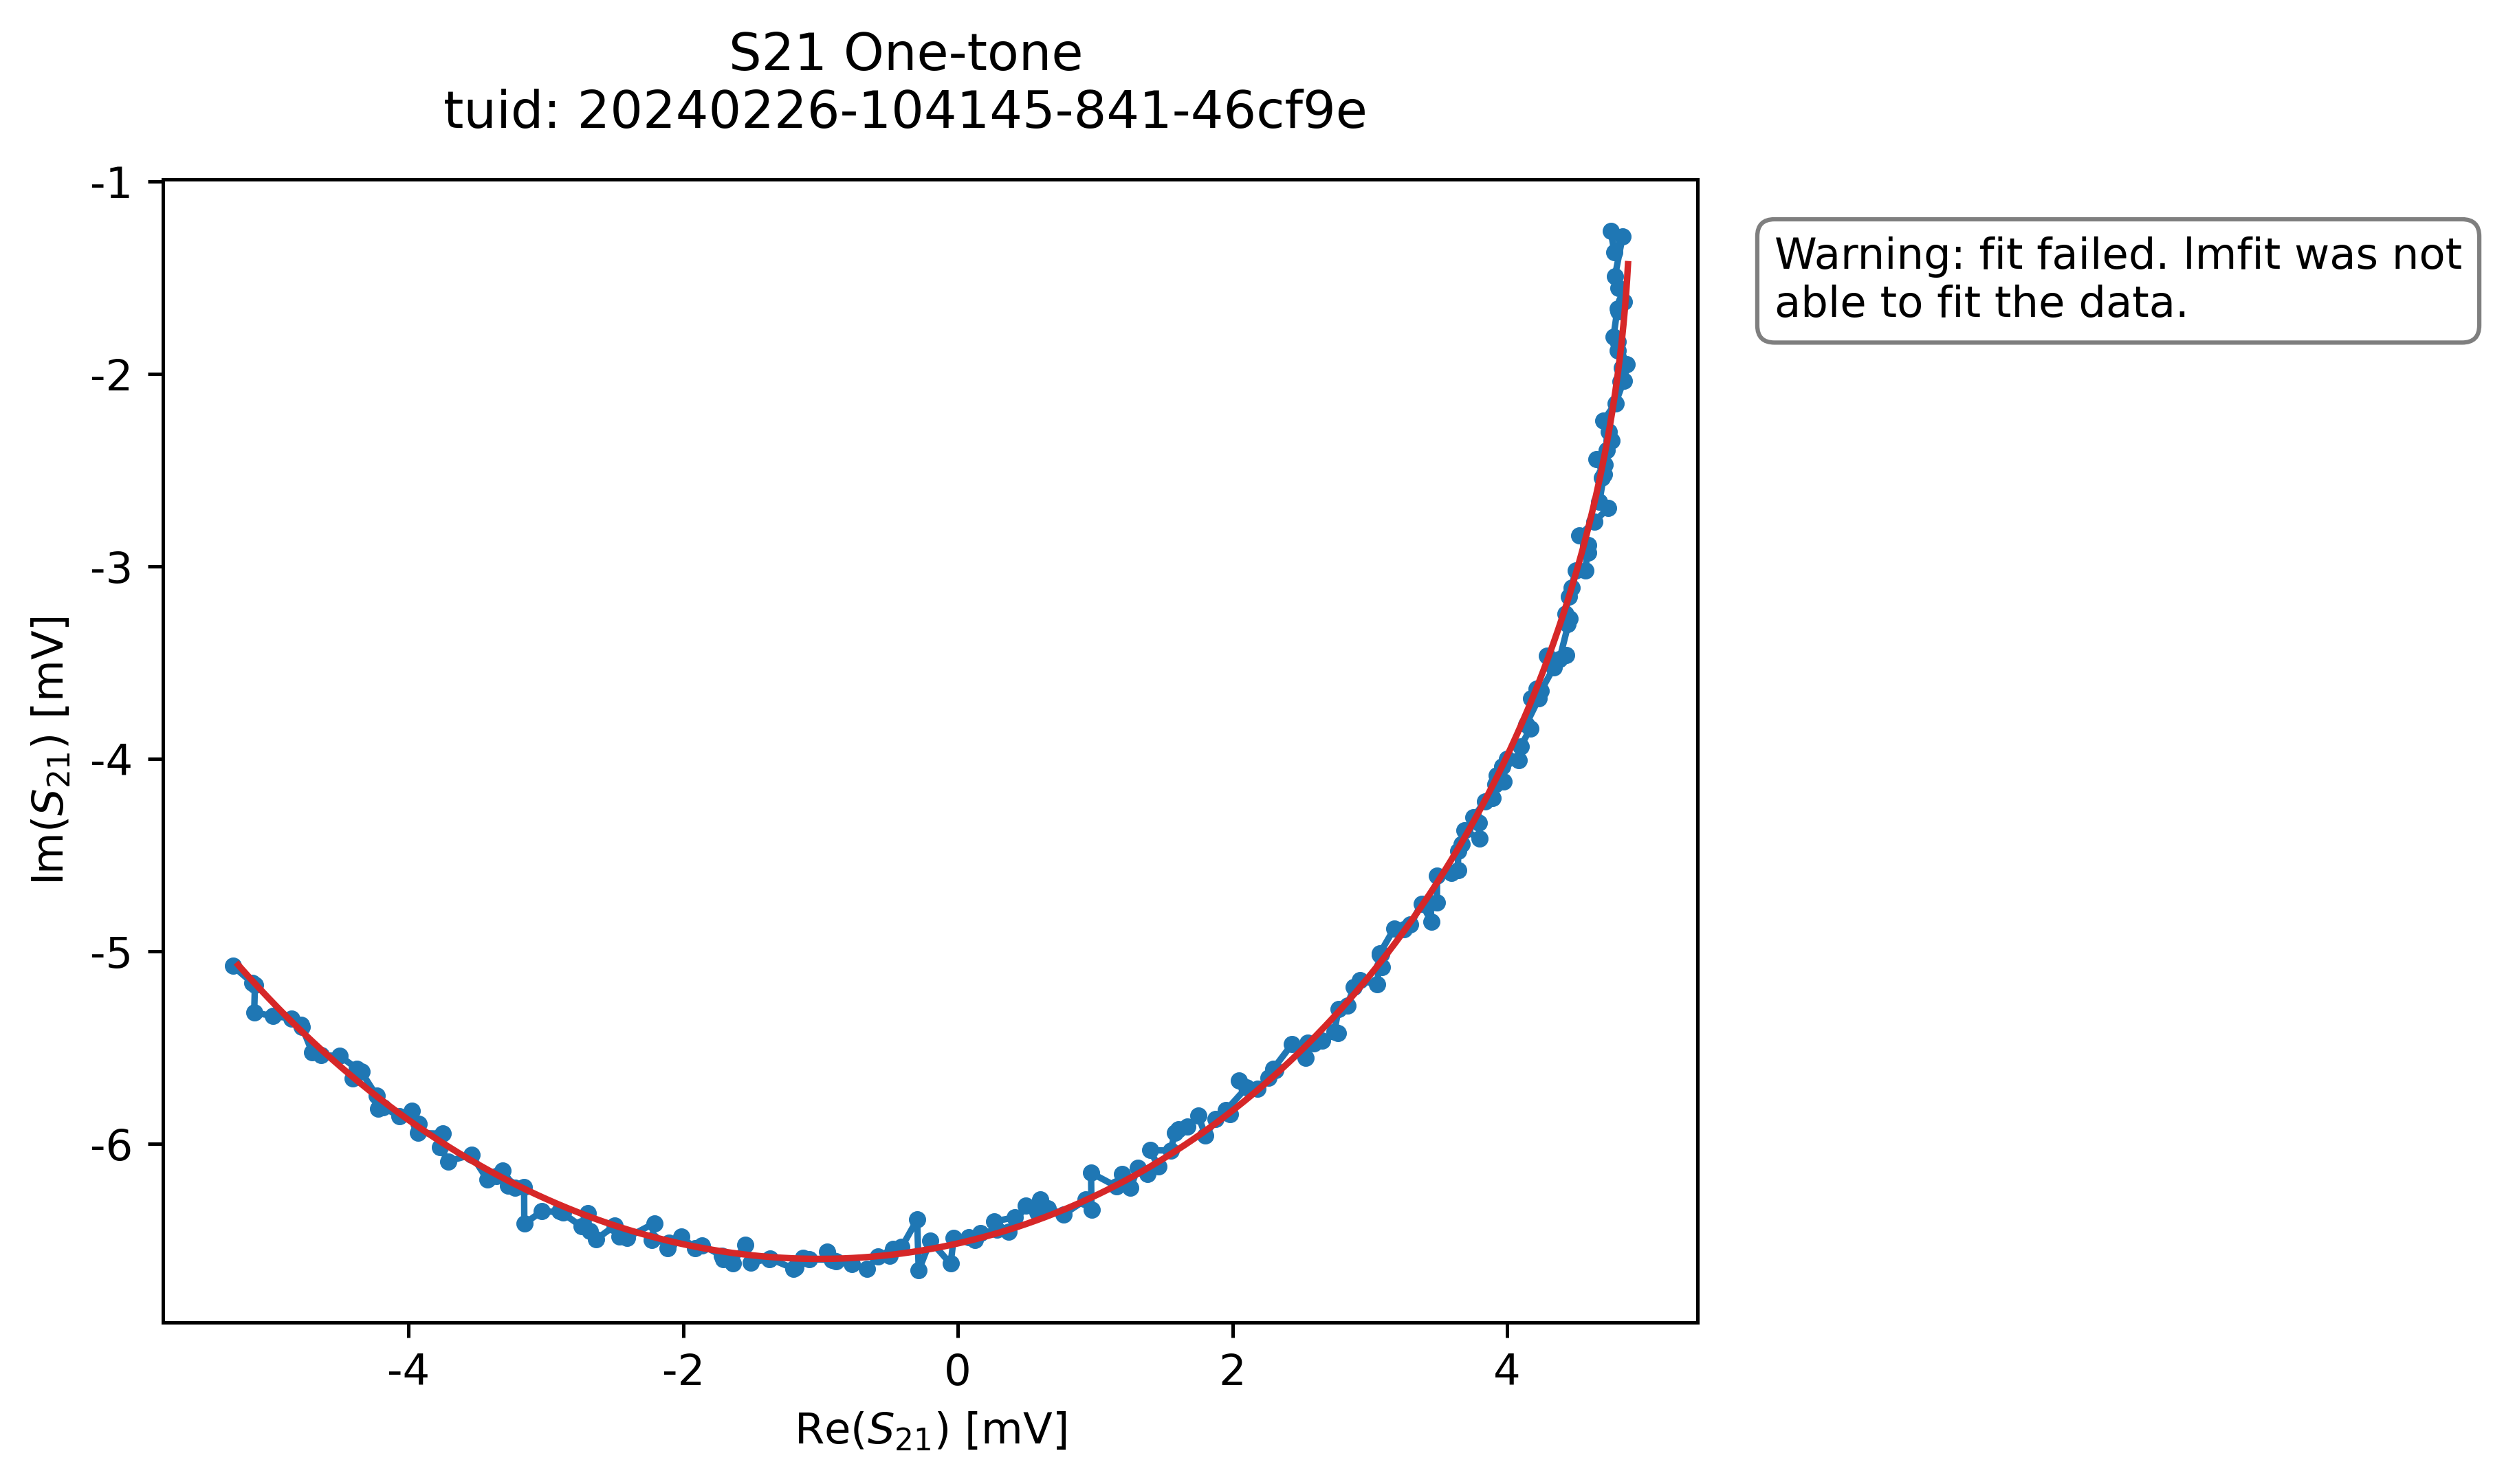 S21 One-tone
tuid: 20240226-104145-841-46cf9e
Warning: fit failed. lmfit was not
able to fit the data.
Im(S21) [mV]
-1
-2
-3
-4
-5
-6
-4 -2 0 2 4
Re(S21) [mV]